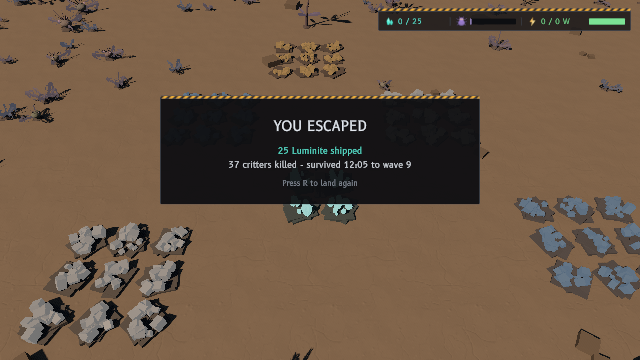 0 / 25
0 / 0 W
YOU ESCAPED
25 Luminite shipped
37 critters killed - survived 12:05 to wave 9
Press R to land again